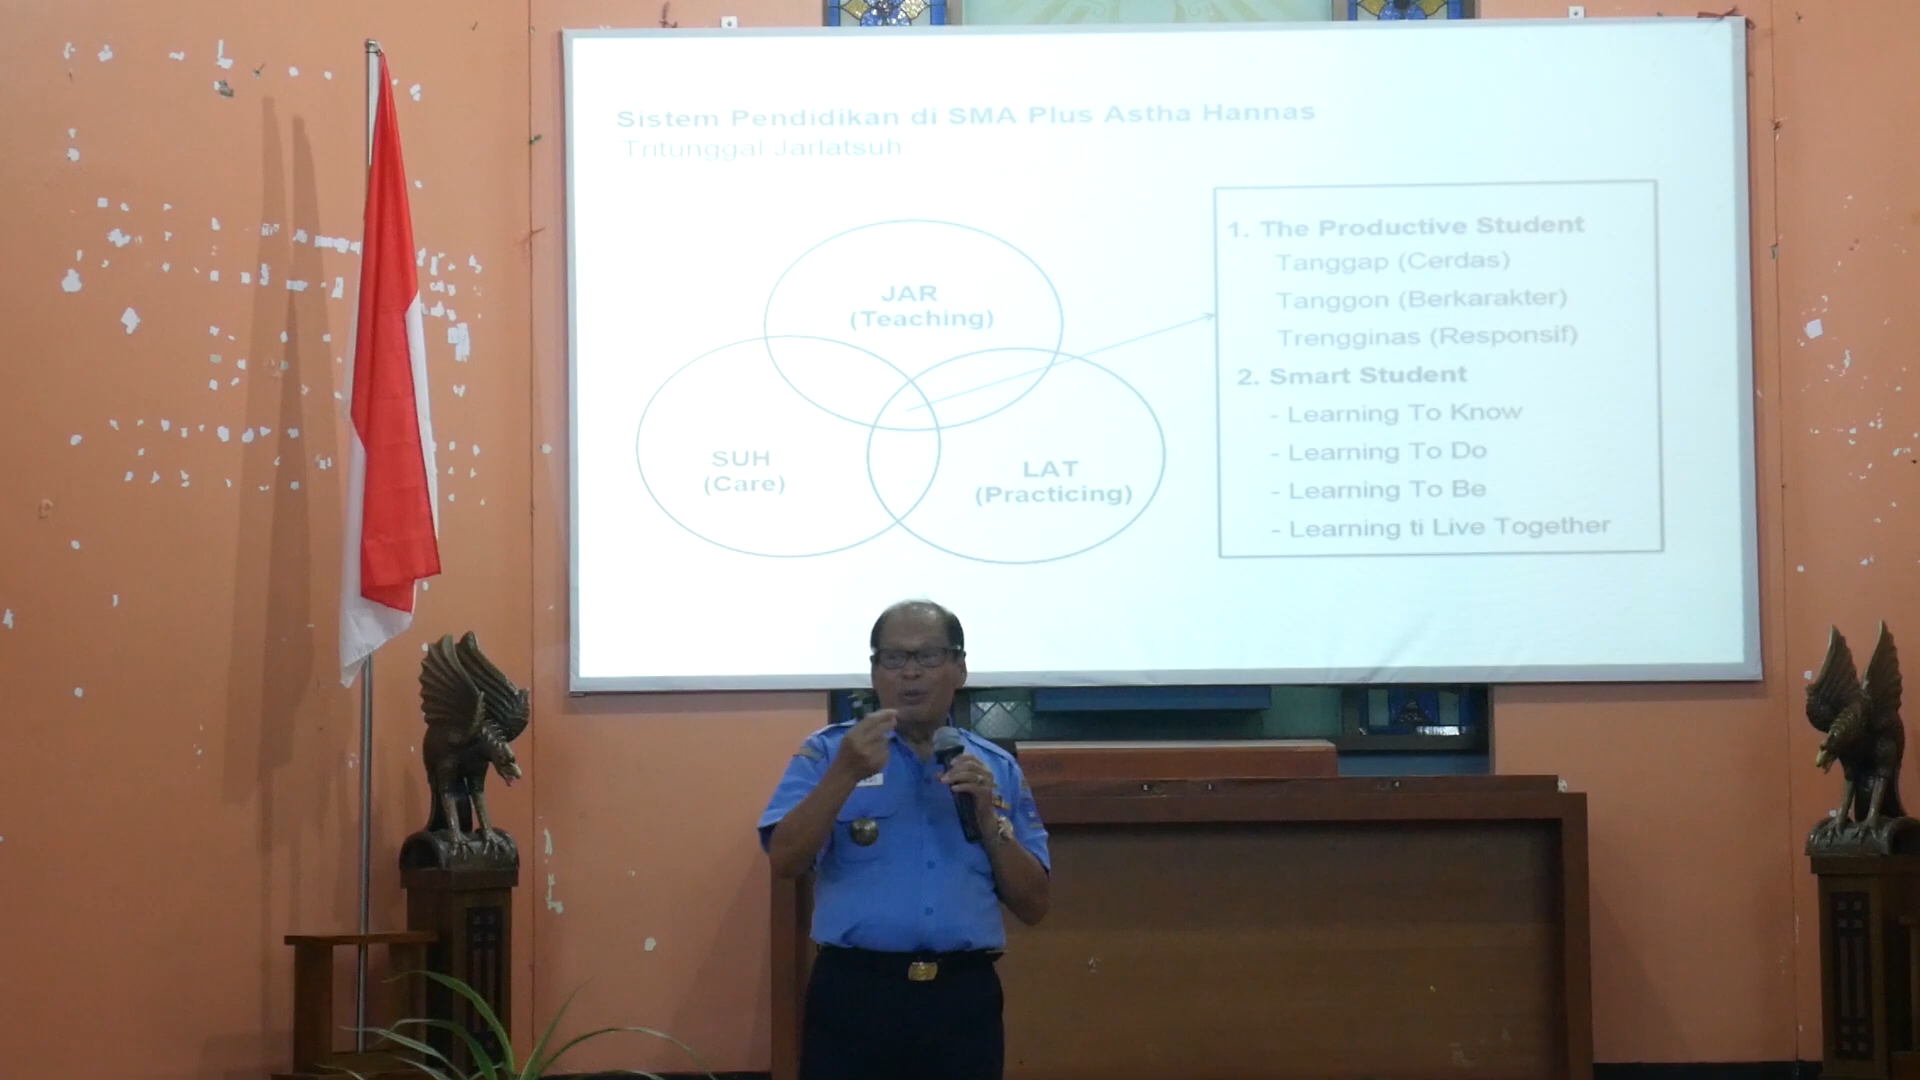 Sistem Pendidikan di SMA Plus Astha Hannas
Tritunggal Jarlatsuh
JAR
(Teaching)
SUH
(Care)
LAT
(Practicing)
1. The Productive Student
Tanggap (Cerdas)
Tanggon (Berkarakter)
Trengginas (Responsif)
2. Smart Student
- Learning To Know
- Learning To Do
- Learning To Be
- Learning ti Live Together